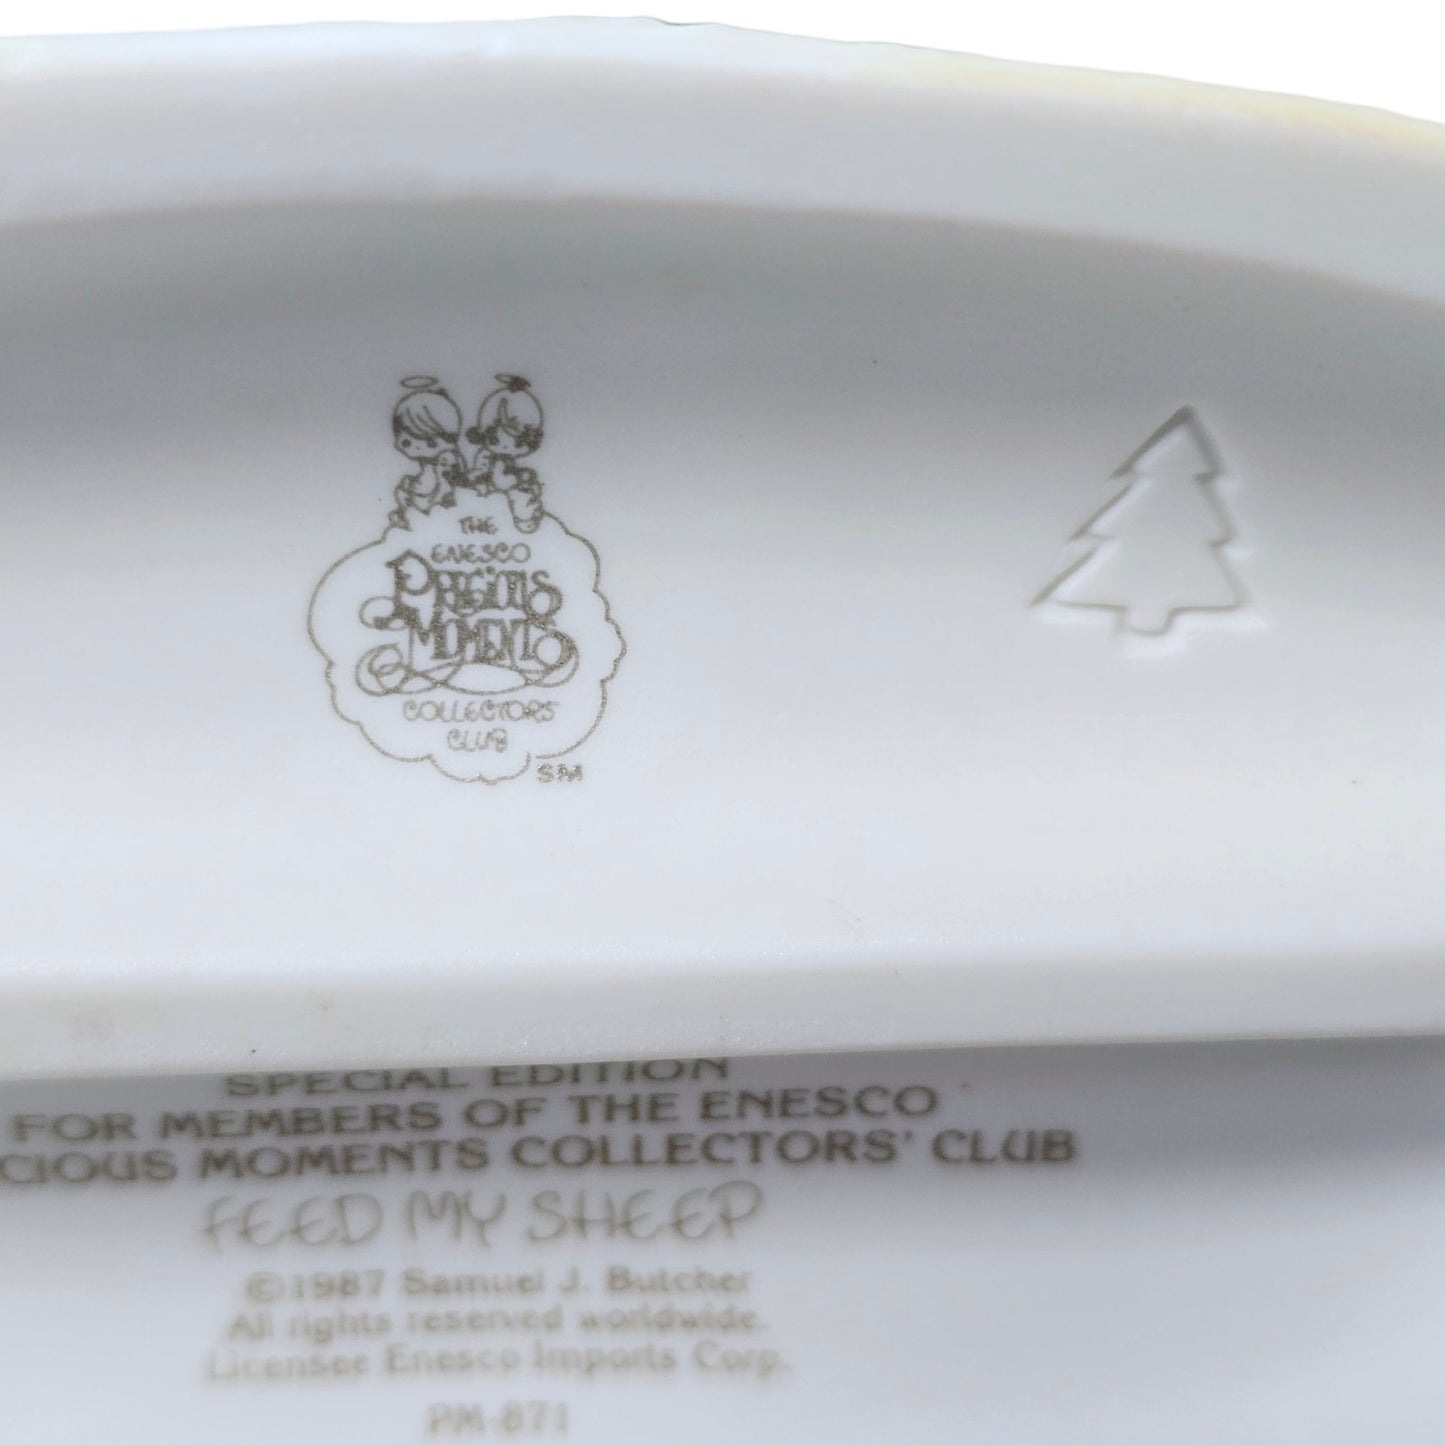 THE
ENESCO
PRECIOUS
MOMENTS
COLLECTORS'
CLUB
SM
SPECIAL EDITION
FOR MEMBERS OF THE ENESCO
CIOUS MOMENTS COLLECTORS' CLUB
FEED MY SHEEP
©1987 Samuel J. Butcher
All rights reserved worldwide.
Licensee Enesco Imports Corp.
PM-871